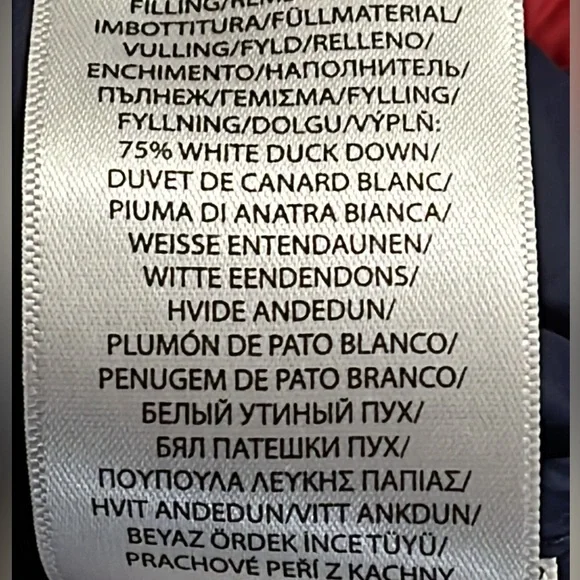 FILLING/REMB
IMBOTTITURA/FÜLLMATERIAL/
VULLING/FYLD/RELLENO/
ENCHIMENTO/НАПОЛНИТЕЛЬ/
ПЪЛНЕЖ/ΓΕΜΙΣΜΑ/FYLLING/
FYLLNING/DOLGU/VÝPLŇ:
75% WHITE DUCK DOWN/
DUVET DE CANARD BLANC/
PIUMA DI ANATRA BIANCA/
WEISSE ENTENDAUNEN/
WITTE EENDENDONS/
HVIDE ANDEDUN/
PLUMÓN DE PATO BLANCO/
PENUGEM DE PATO BRANCO/
БЕЛЫЙ УТИНЫЙ ПУХ/
БЯЛ ПАТЕШКИ ПУХ/
ΠΟΥΠΟΥΛΑ ΛΕΥΚΗΣ ΠΑΠΙΑΣ/
HVIT ANDEDUN/VITT ANKDUN/
BEYAZ ÖRDEK İNCE TÜYÜ/
PRACHOVÉ PEŘÍ Z KACHNY